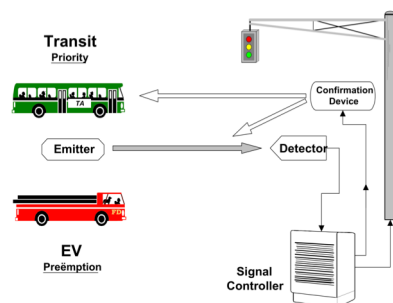 Transit
Priority
TA
Confirmation
Device
Emitter
Detector
FD
EV
Preëmption
Signal
Controller